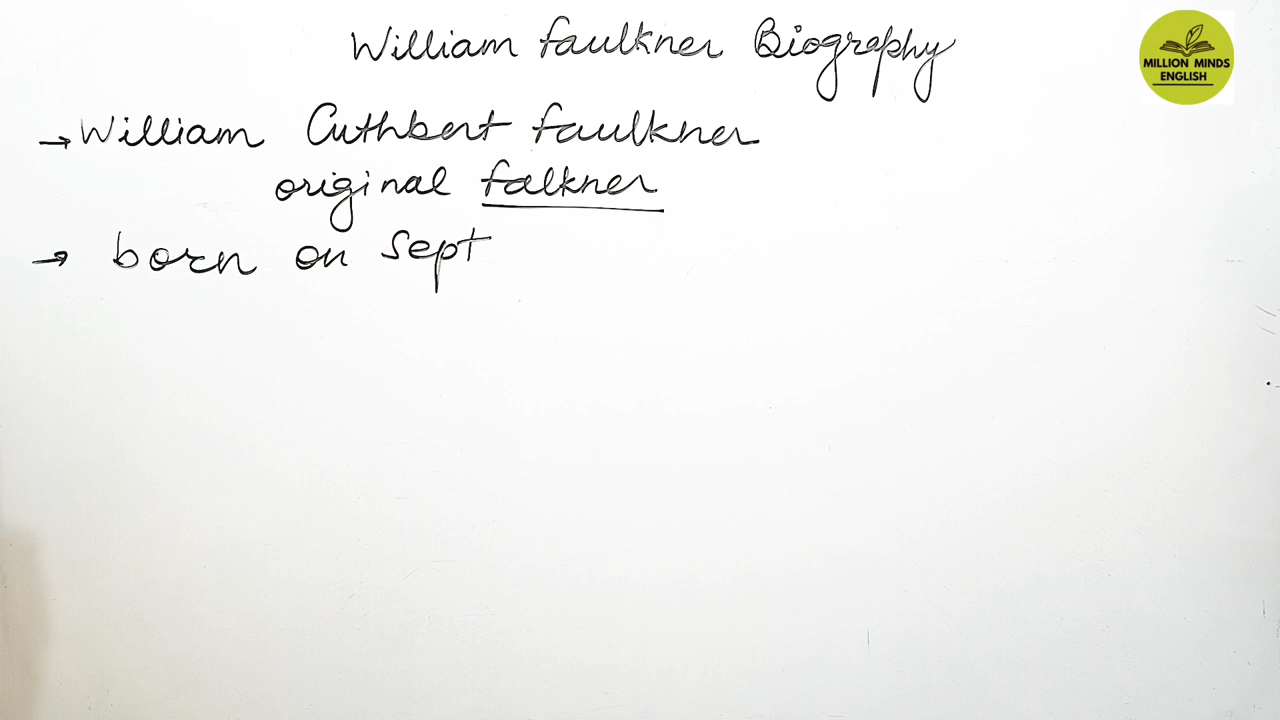 William Faulkner Biography
MILLION MINDS
ENGLISH
→ William Cuthbert Faulkner
original Falkner
→ born on Sept